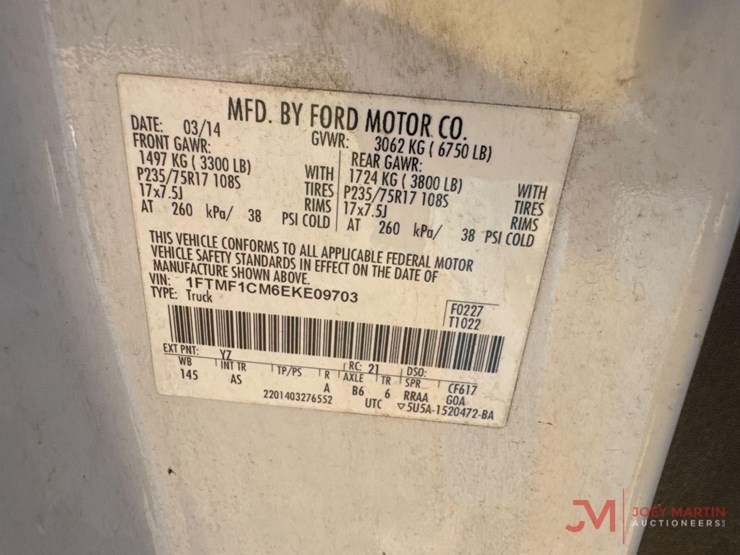 MFD. BY FORD MOTOR CO.
DATE: 03/14 GVWR: 3062 KG ( 6750 LB)
FRONT GAWR: REAR GAWR:
1497 KG ( 3300 LB) WITH 1724 KG ( 3800 LB) WITH
P235/75R17 108S TIRES P235/75R17 108S TIRES
17x7.5J RIMS 17x7.5J RIMS
AT 260 kPa/ 38 PSI COLD AT 260 kPa/ 38 PSI COLD
THIS VEHICLE CONFORMS TO ALL APPLICABLE FEDERAL MOTOR
VEHICLE SAFETY STANDARDS IN EFFECT ON THE DATE OF
MANUFACTURE SHOWN ABOVE.
VIN: 1FTMF1CM6EKE09703
TYPE: Truck
F0227
T1022
EXT PNT: YZ RC: 21 DSO:
WB INT TR TP/PS R AXLE TR SPR CF617
145 AS A B6 6 RRAA GOA
2201403276552 UTC ▽5U5A-1520472-BA
JM JOEY MARTIN
AUCTIONEERS